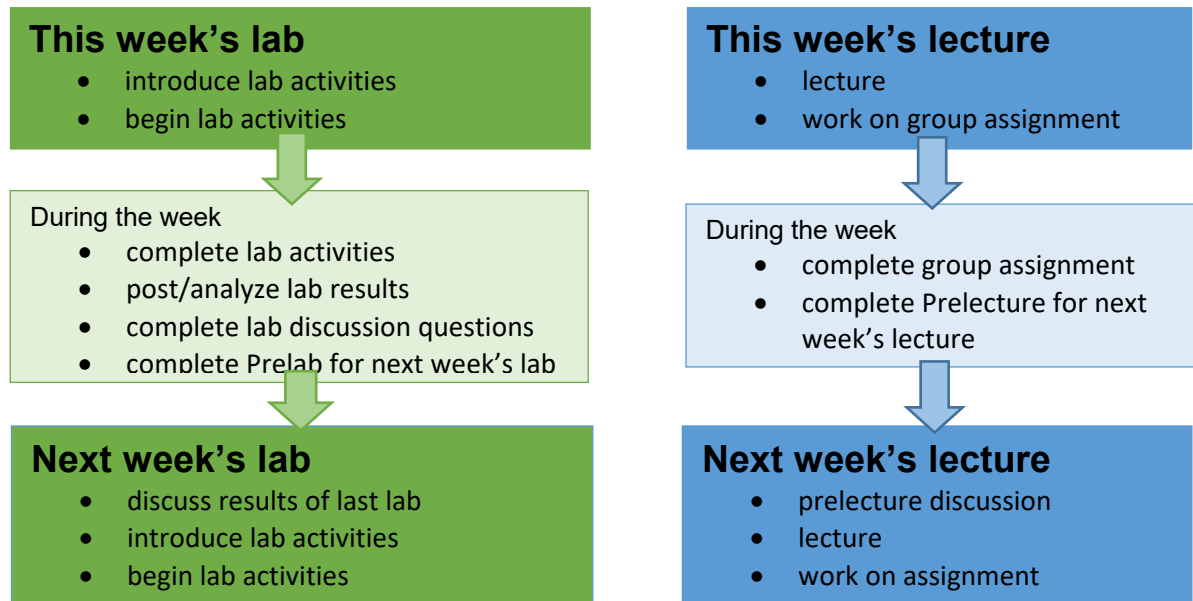 This week’s lab
• introduce lab activities
• begin lab activities
During the week
• complete lab activities
• post/analyze lab results
• complete lab discussion questions
• complete Prelab for next week’s lab
Next week’s lab
• discuss results of last lab
• introduce lab activities
• begin lab activities
This week’s lecture
• lecture
• work on group assignment
During the week
• complete group assignment
• complete Prelecture for next
week’s lecture
Next week’s lecture
• prelecture discussion
• lecture
• work on assignment